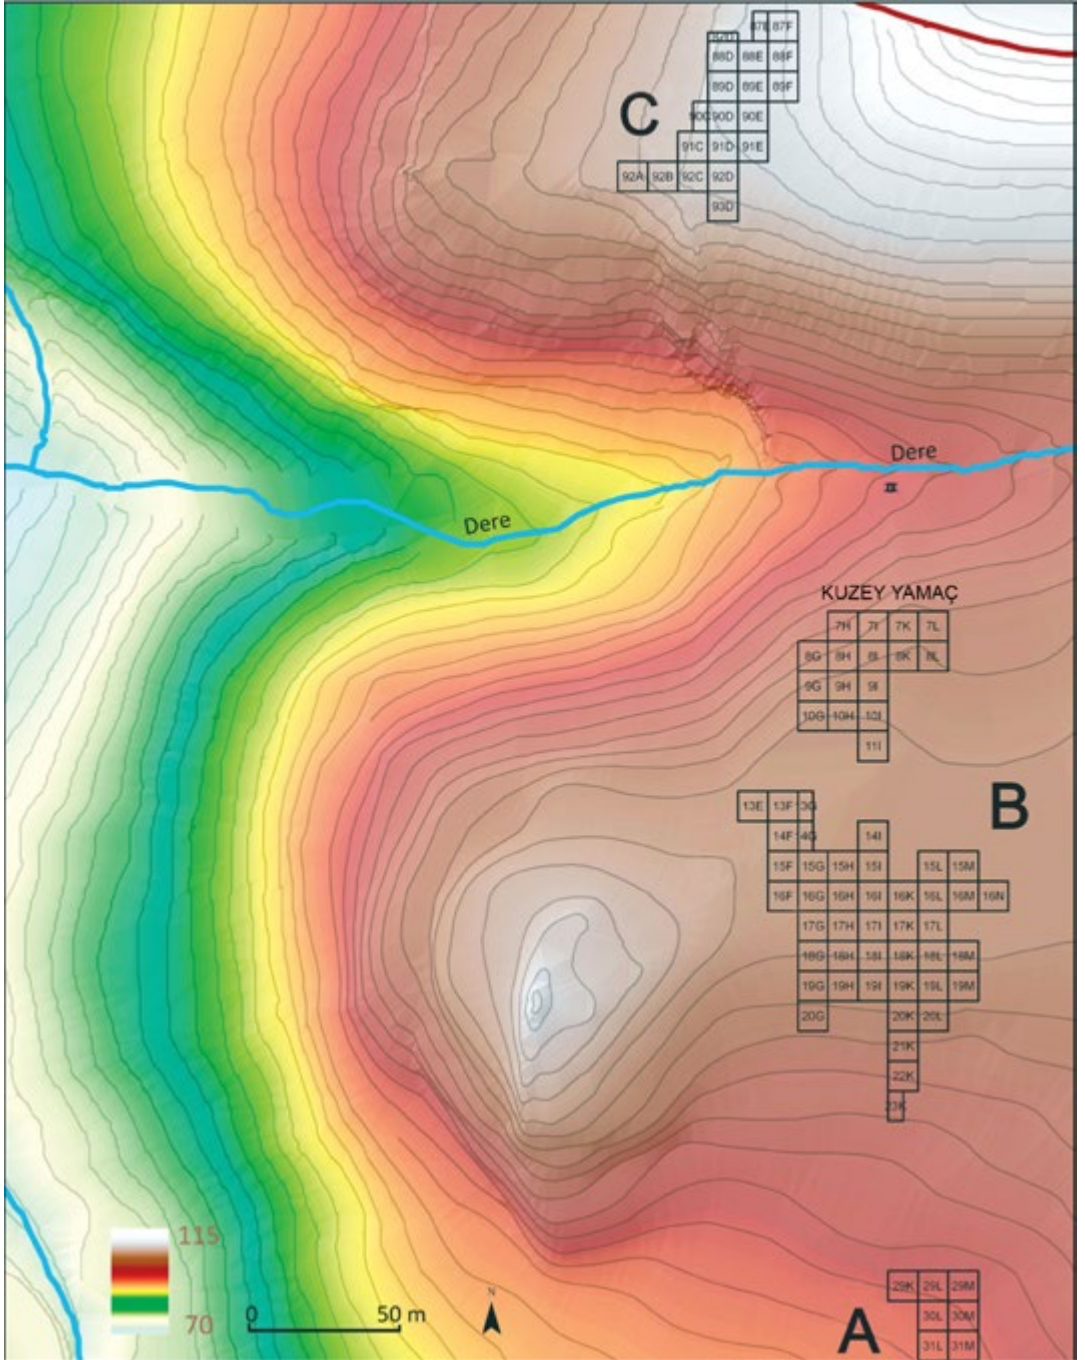 87F
88D 88E 88F
89D 89E 89F
C
90D 90E
91C 91D 91E
92A 92B 92C 92D
93D
Dere
Dere
KUZEY YAMAÇ
7H 7I 7K 7L
8G 8H 8I 8K 8L
9G 9H 9I
10G 10H 10I
11I
B
13E 13F
14F 14I
15F 15G 15H 15I 15L 15M
16F 16G 16H 16I 16K 16L 16M 16N
17G 17H 17I 17K 17L
18G 18H 18I 18K 18L 18M
19G 19H 19I 19K 19L 19M
20G 20K 20L
21K
22K
23K
115
70
0 50 m
N
29K 29L 29M
A
30L 30M
31L 31M